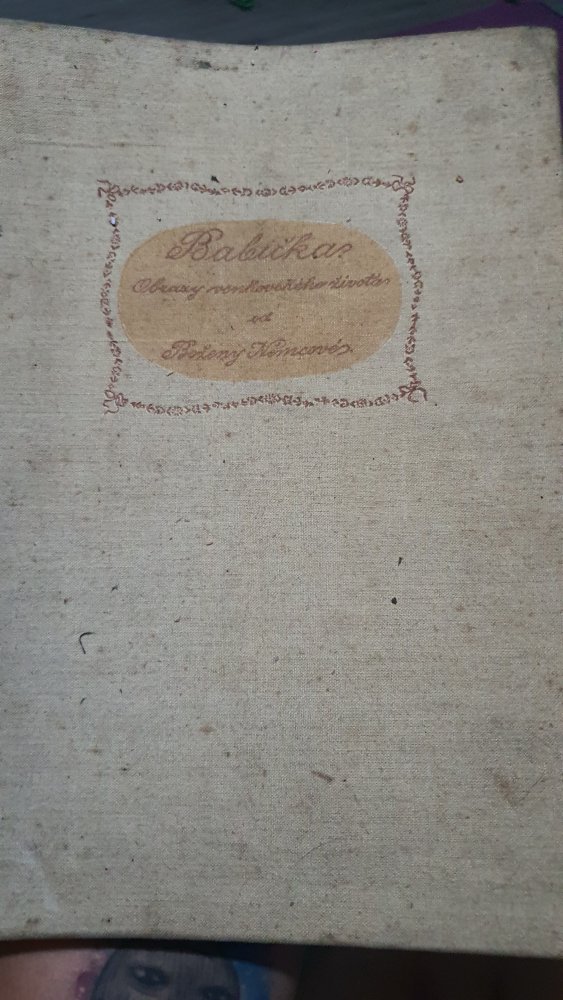 Babička
Obrazy venkovského života
od
Boženy Němcové